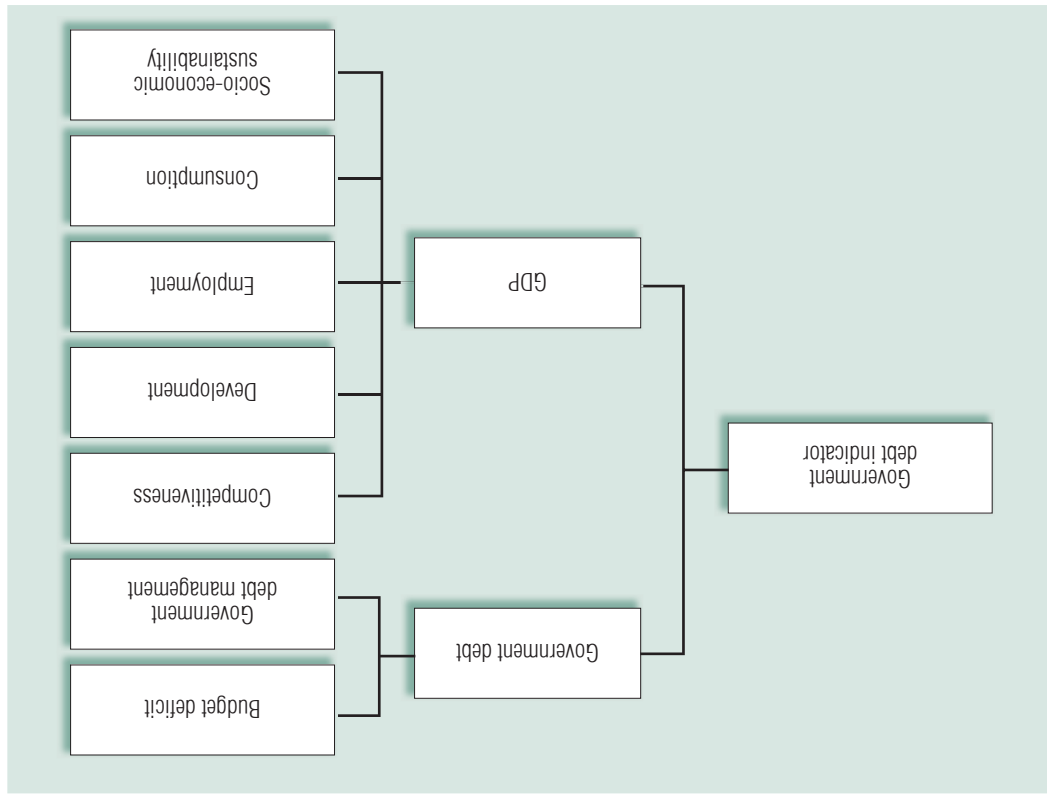 Government
debt indicator
Government debt
GDP
Budget deficit
Government
debt management
Competitiveness
Development
Employment
Consumption
Socio-economic
sustainability